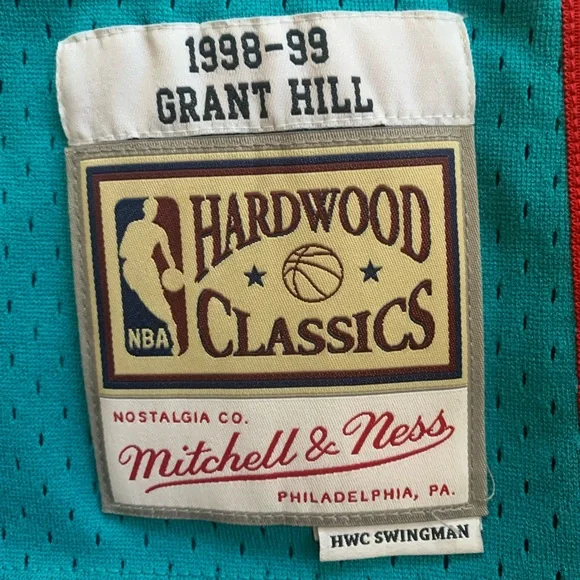 1998-99
GRANT HILL
HARDWOOD
CLASSICS
NBA
NOSTALGIA CO.
Mitchell & Ness
PHILADELPHIA, PA.
HWC SWINGMAN